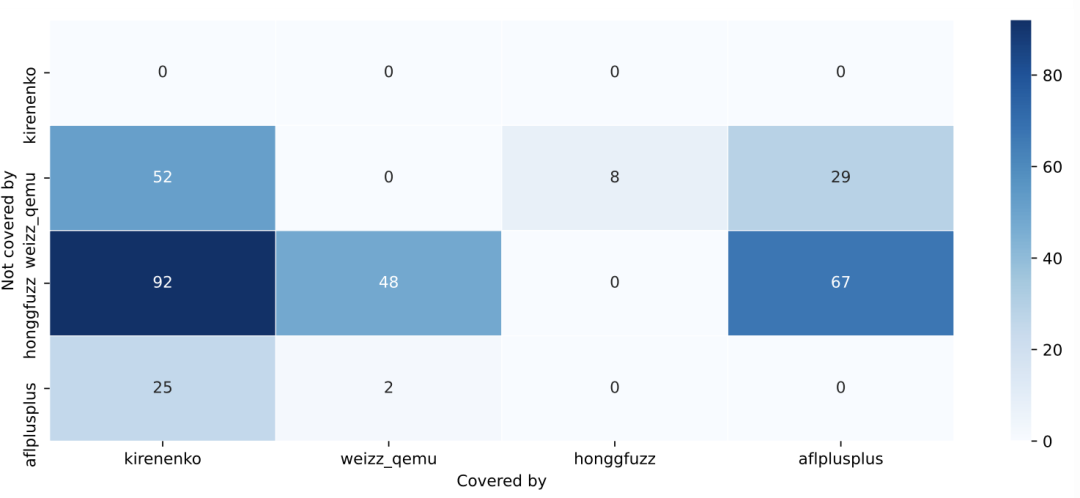 kirenenko 0 0 0 0
weizz_qemu 52 0 8 29
honggfuzz 92 48 0 67
aflplusplus 25 2 0 0
Not covered by
kirenenko weizz_qemu honggfuzz aflplusplus
Covered by
80
60
40
20
0